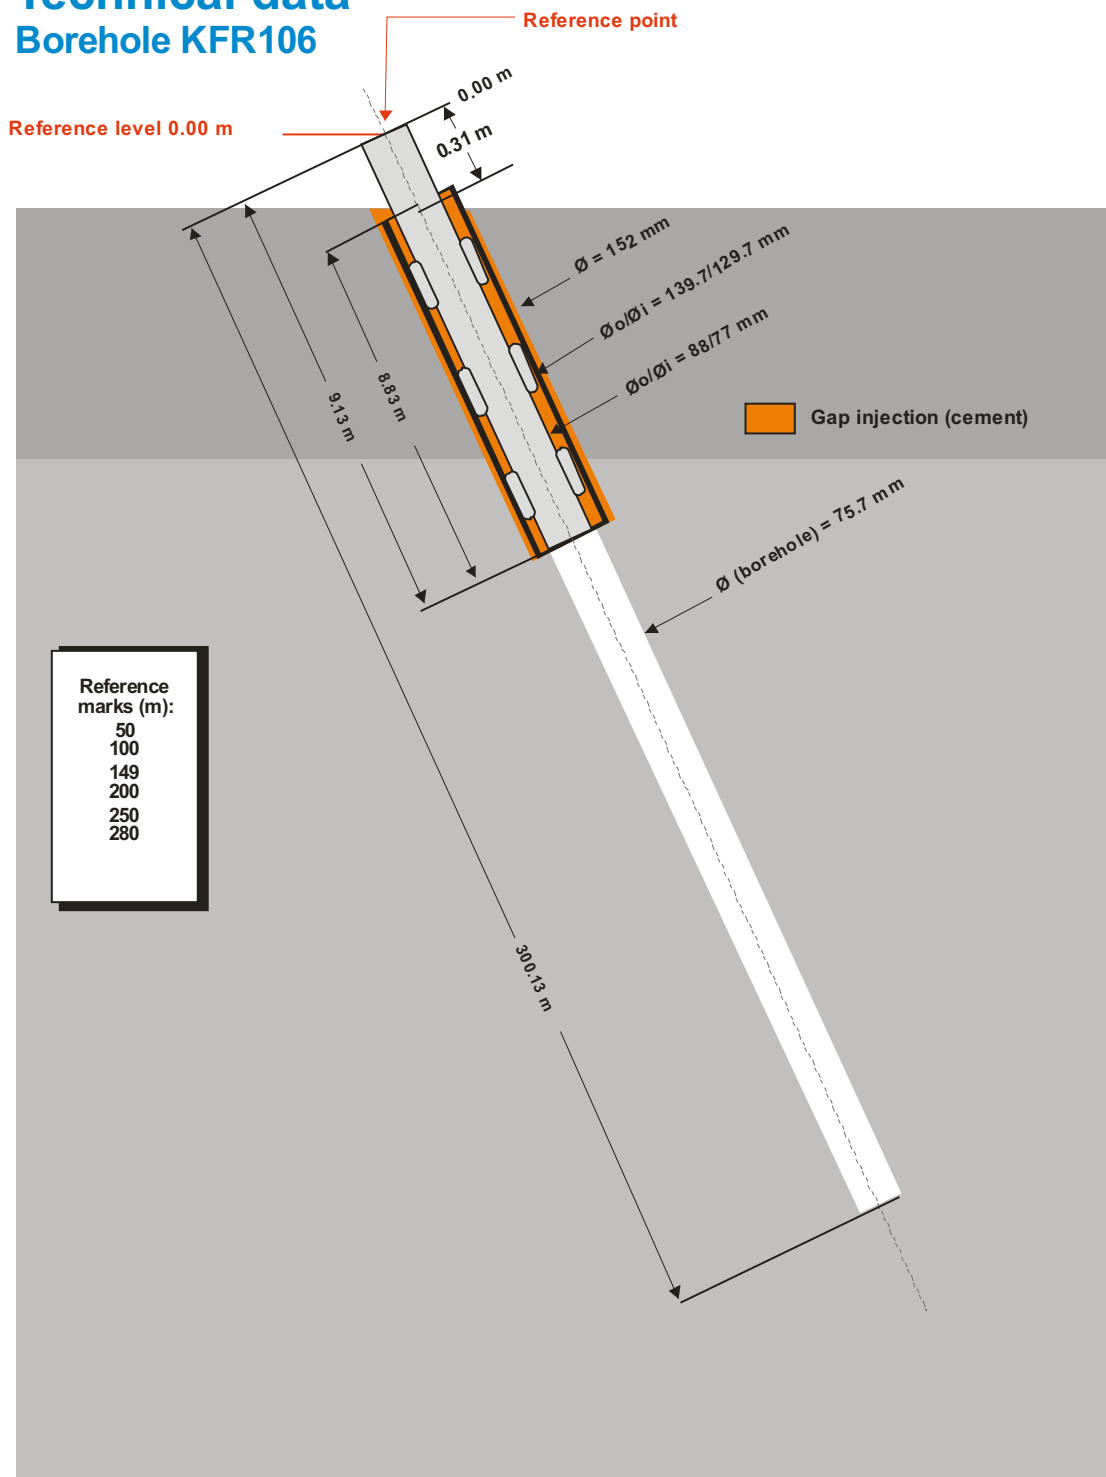 Technical data
Borehole KFR106
Reference point
0.00 m
Reference level 0.00 m
0.31 m
Ø = 152 mm
Øo/Øi = 139.7/129.7 mm
Øo/Øi = 88/77 mm
8.83 m
9.13 m
Gap injection (cement)
Ø (borehole) = 75.7 mm
Reference
marks (m):
50
100
149
200
250
280
300.13 m